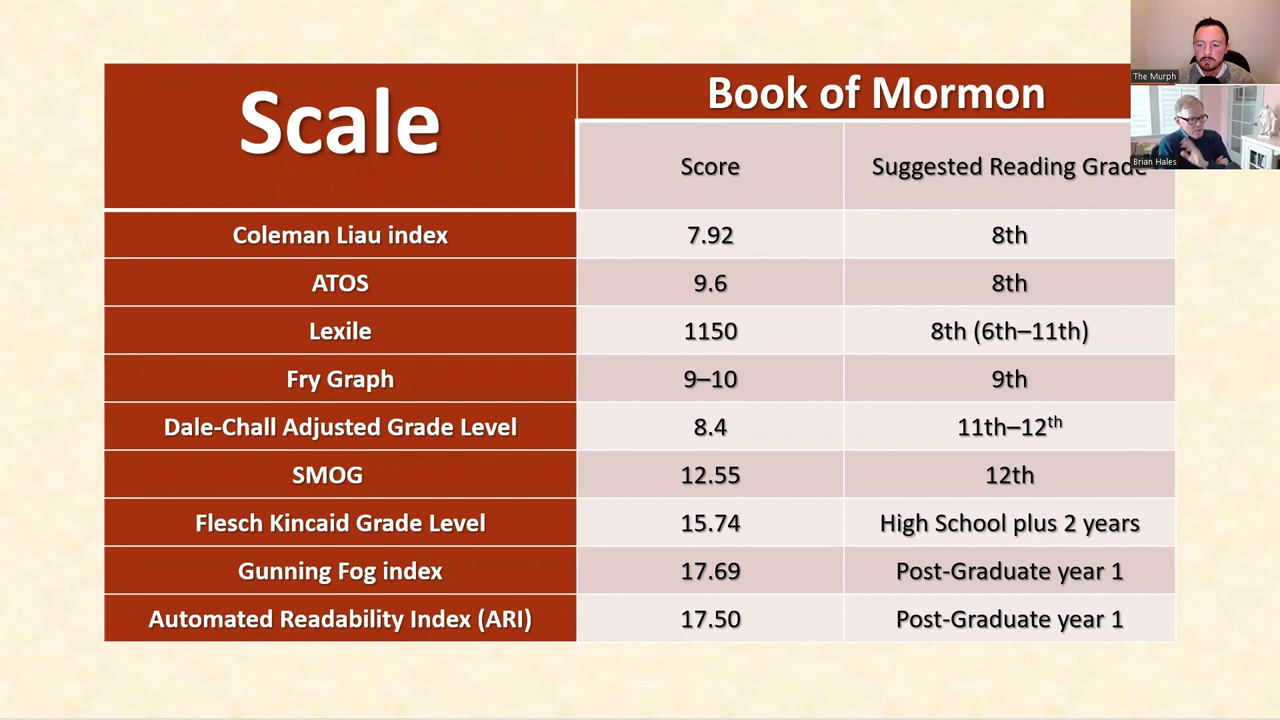 Scale
Book of Mormon
Score
Suggested Reading Grade
Coleman Liau index
7.92
8th
ATOS
9.6
8th
Lexile
1150
8th (6th–11th)
Fry Graph
9–10
9th
Dale-Chall Adjusted Grade Level
8.4
11th–12th
SMOG
12.55
12th
Flesch Kincaid Grade Level
15.74
High School plus 2 years
Gunning Fog index
17.69
Post-Graduate year 1
Automated Readability Index (ARI)
17.50
Post-Graduate year 1
The Murph
Brian Hales